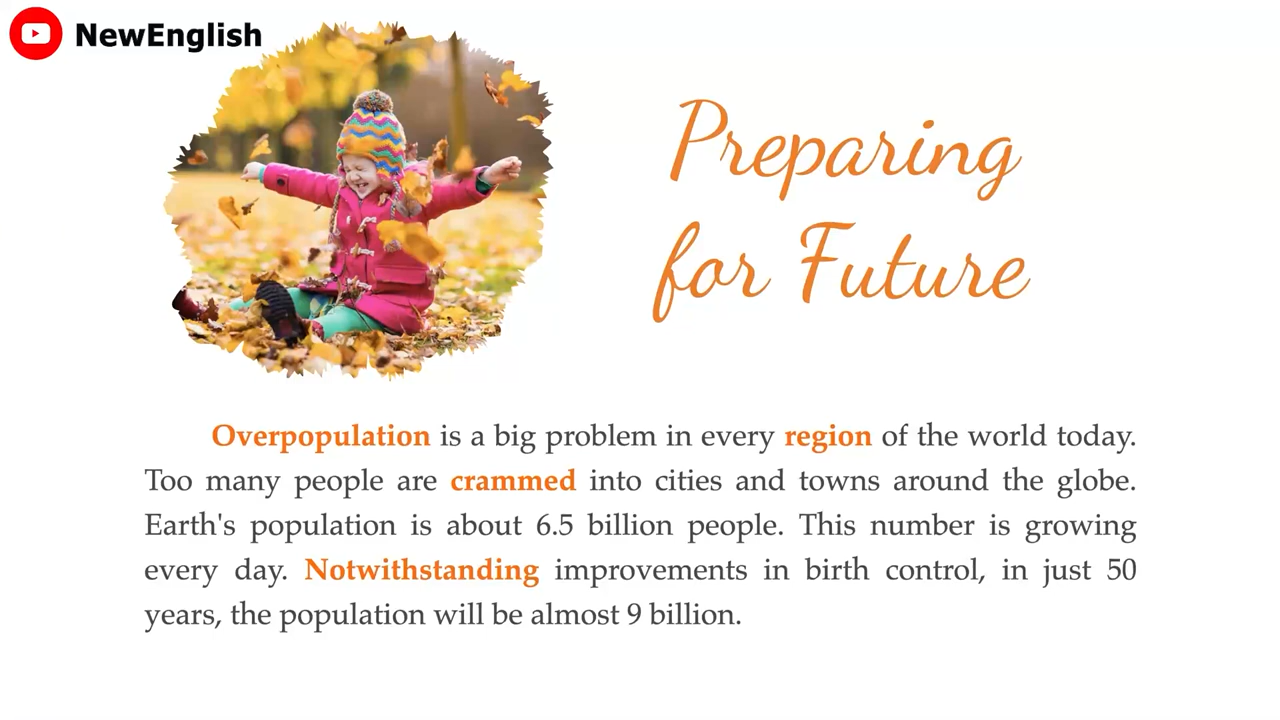 NewEnglish
Preparing
for Future
Overpopulation is a big problem in every region of the world today.
Too many people are crammed into cities and towns around the globe.
Earth's population is about 6.5 billion people. This number is growing
every day. Notwithstanding improvements in birth control, in just 50
years, the population will be almost 9 billion.